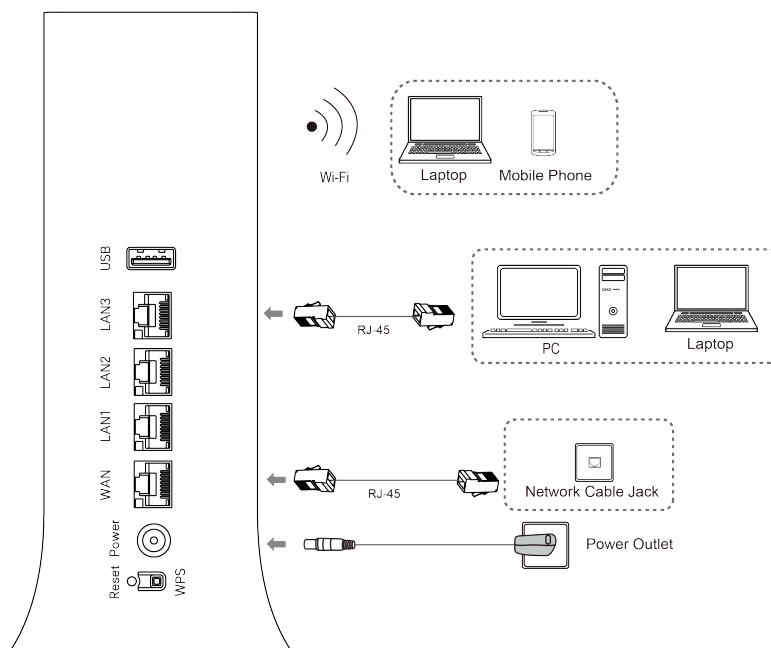 Wi-Fi
Laptop
Mobile Phone
USB
LAN3
RJ-45
PC
Laptop
LAN2
LAN1
WAN
RJ-45
Network Cable Jack
Power
Power Outlet
Reset
WPS